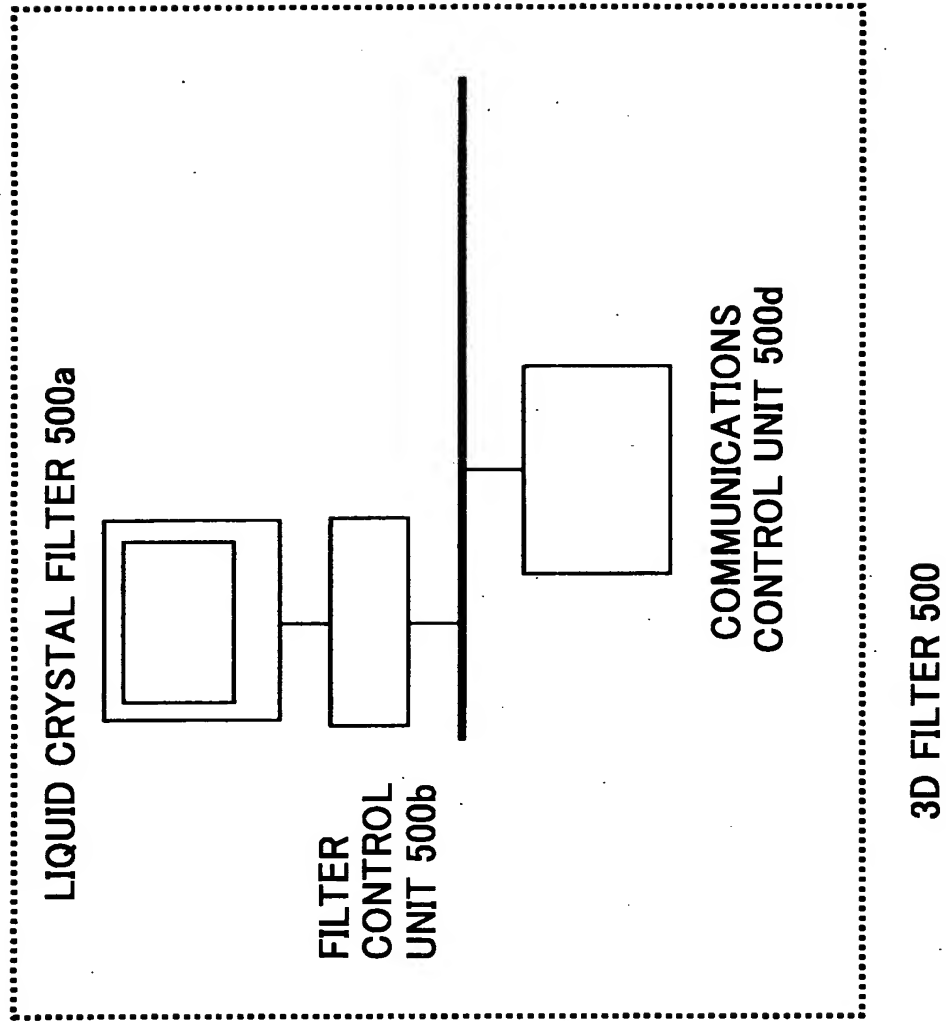 LIQUID CRYSTAL FILTER 500a
FILTER
CONTROL
UNIT 500b
COMMUNICATIONS
CONTROL UNIT 500d
3D FILTER 500